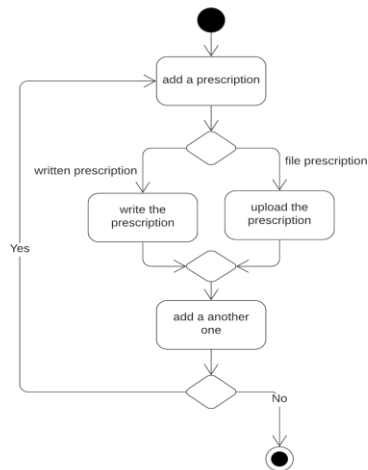 add a prescription
file prescription
written prescription
write the
prescription
upload the
prescription
Yes
add a another
one
No